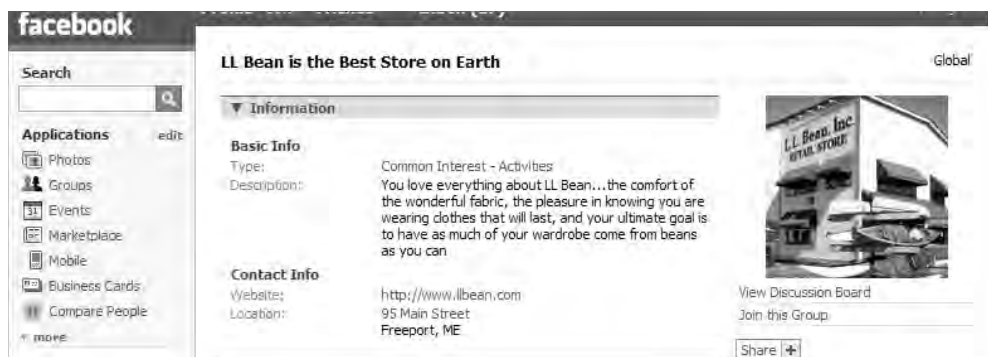 facebook
Search
Applications edit
Photos
Groups
31 Events
Marketplace
Mobile
Business Cards
Compare People
more
LL Bean is the Best Store on Earth
Global
▼ Information
Basic Info
Type: Common Interest - Activities
Description: You love everything about LL Bean...the comfort of
the wonderful fabric, the pleasure in knowing you are
wearing clothes that will last, and your ultimate goal is
to have as much of your wardrobe come from beans
as you can
Contact Info
Website: http://www.llbean.com
Location: 95 Main Street
Freeport, ME
L.L. Bean, Inc.
RETAIL STORE
View Discussion Board
Join this Group
Share +